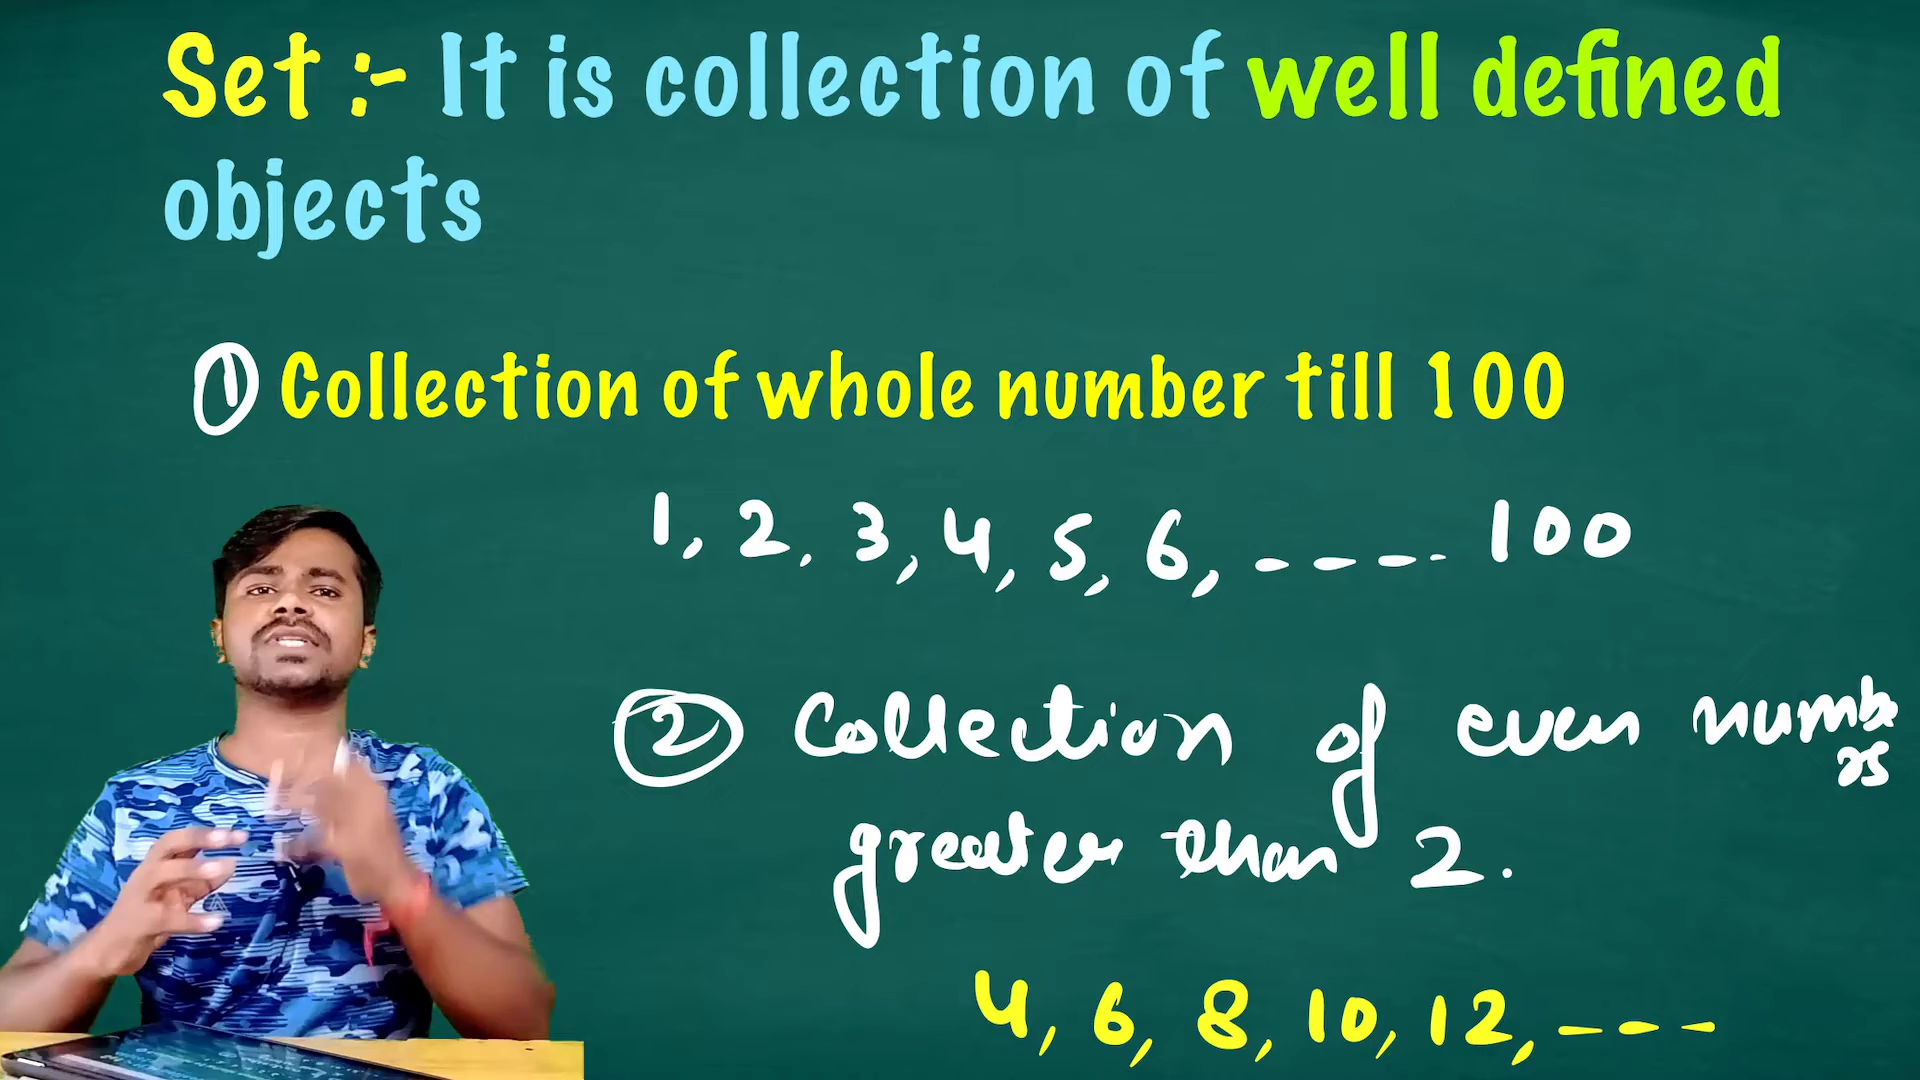 Set :- It is collection of well defined
objects
① Collection of whole number till 100
1, 2, 3, 4, 5, 6, ---- 100
② Collection of even numbers
greater than 2.
4, 6, 8, 10, 12, ---